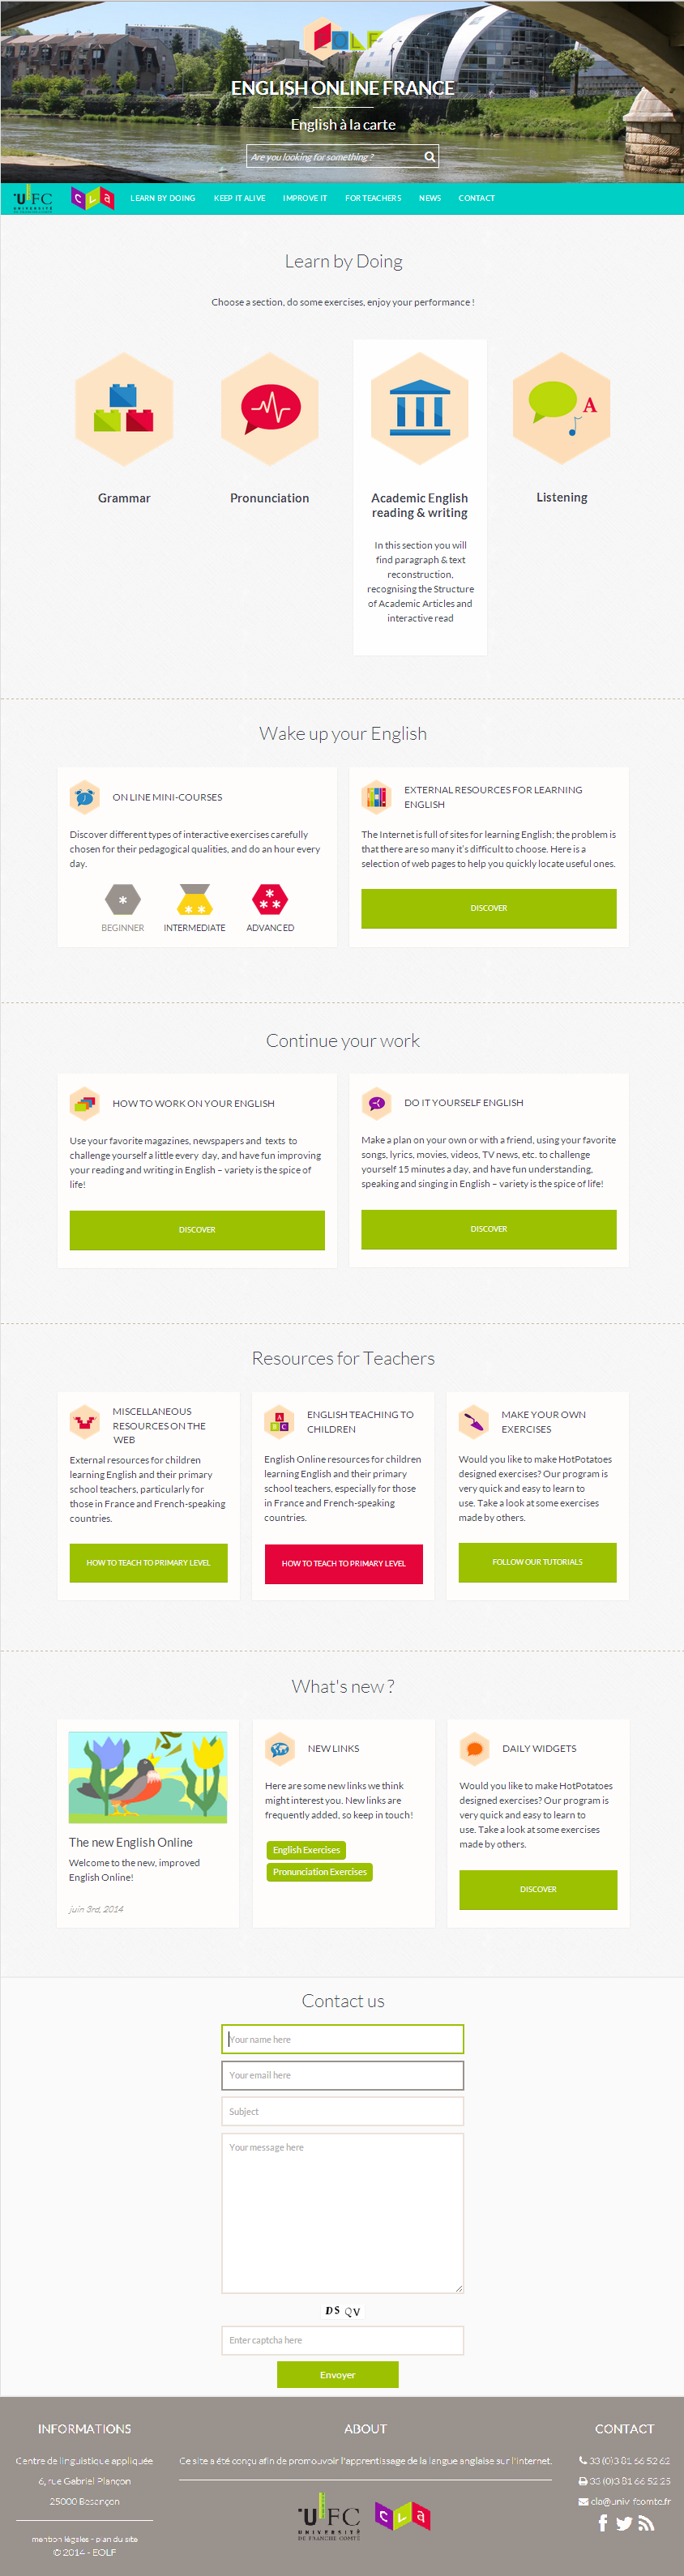 EOLF
ENGLISH ONLINE FRANCE
English à la carte
Are you looking for something ?
UFC
UNIVERSITÉ
DE FRANCHE-COMTÉ
cla
LEARN BY DOING
KEEP IT ALIVE
IMPROVE IT
FOR TEACHERS
NEWS
CONTACT
Learn by Doing
Choose a section, do some exercises, enjoy your performance !
A
Grammar
Pronunciation
Academic English
reading & writing
In this section you will
find paragraph & text
reconstruction,
recognising the Structure
of Academic Articles and
interactive read
Listening
Wake up your English
ON LINE MINI-COURSES
Discover different types of interactive exercises carefully
chosen for their pedagogical qualities, and do an hour every
day.
* ** ***
BEGINNER
INTERMEDIATE
ADVANCED
EXTERNAL RESOURCES FOR LEARNING
ENGLISH
The Internet is full of sites for learning English; the problem is
that there are so many it's difficult to choose. Here is a
selection of web pages to help you quickly locate useful ones.
DISCOVER
Continue your work
HOW TO WORK ON YOUR ENGLISH
Use your favorite magazines, newspapers and texts to
challenge yourself a little every day, and have fun improving
your reading and writing in English – variety is the spice of
life!
DISCOVER
DO IT YOURSELF ENGLISH
Make a plan on your own or with a friend, using your favorite
songs, lyrics, movies, videos, TV news, etc. to challenge
yourself 15 minutes a day, and have fun understanding,
speaking and singing in English – variety is the spice of life!
DISCOVER
Resources for Teachers
MISCELLANEOUS
RESOURCES ON THE
WEB
External resources for children
learning English and their primary
school teachers, particularly for
those in France and French-speaking
countries.
HOW TO TEACH TO PRIMARY LEVEL
A
B C
ENGLISH TEACHING TO
CHILDREN
English Online resources for children
learning English and their primary
school teachers, especially for those
in France and French-speaking
countries.
HOW TO TEACH TO PRIMARY LEVEL
MAKE YOUR OWN
EXERCISES
Would you like to make HotPotatoes
designed exercises? Our program is
very quick and easy to learn to
use. Take a look at some exercises
made by others.
FOLLOW OUR TUTORIALS
What's new ?
The new English Online
Welcome to the new, improved
English Online!
juin 3rd, 2014
NEW LINKS
Here are some new links we think
might interest you. New links are
frequently added, so keep in touch!
English Exercises
Pronunciation Exercises
DAILY WIDGETS
Would you like to make HotPotatoes
designed exercises? Our program is
very quick and easy to learn to
use. Take a look at some exercises
made by others.
DISCOVER
Contact us
Your name here
Your email here
Subject
Your message here
DS QV
Enter captcha here
Envoyer
INFORMATIONS
Centre de linguistique appliquée
6, rue Gabriel Plançon
25000 Besançon
mention légales - plan du site
© 2014 - EOLF
ABOUT
Ce site a été conçu afin de promouvoir l'apprentissage de la langue anglaise sur l'internet.
UFC
UNIVERSITÉ
DE FRANCHE-COMTÉ
cla
CONTACT
33 (0)3 81 66 52 62
33 (0)3 81 66 52 25
cla@univ-fcomte.fr